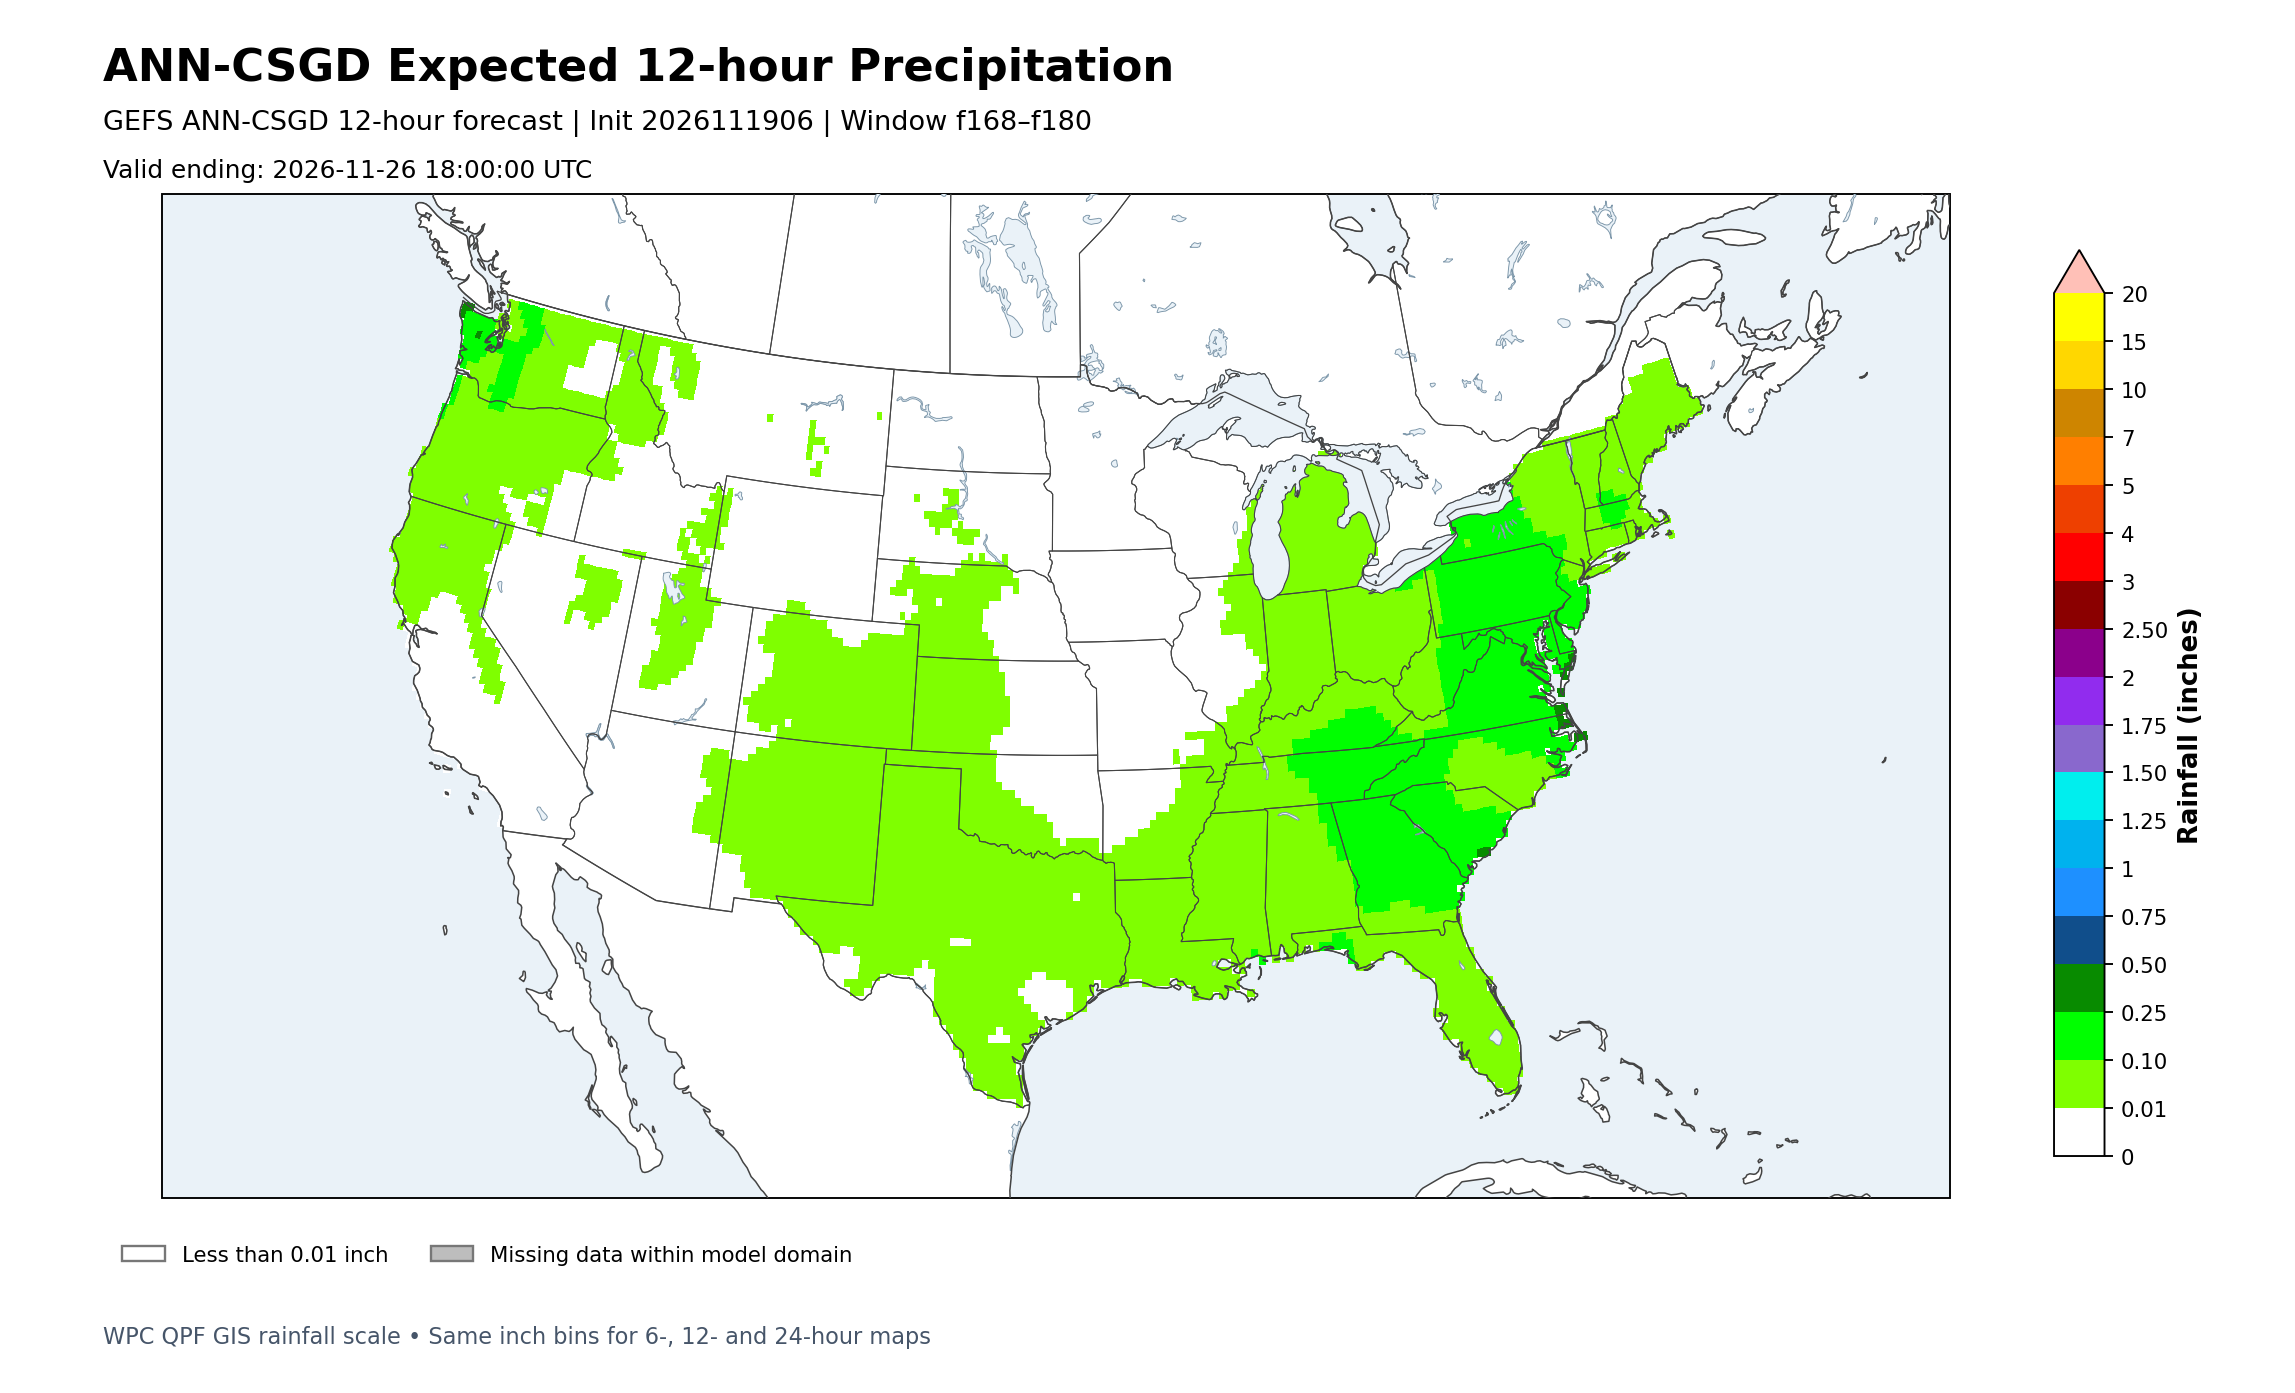 ANN-CSGD Expected 12-hour Precipitation
GEFS ANN-CSGD 12-hour forecast | Init 2026111906 | Window f168–f180
Valid ending: 2026-11-26 18:00:00 UTC
20
15
10
7
5
4
3
2.50
2
1.75
1.50
1.25
1
0.75
0.50
0.25
0.10
0.01
0
Rainfall (inches)
Less than 0.01 inch
Missing data within model domain
WPC QPF GIS rainfall scale • Same inch bins for 6-, 12- and 24-hour maps